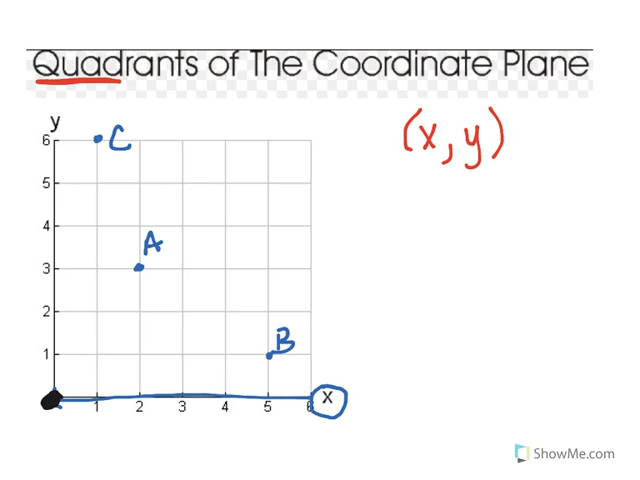 Quadrants of The Coordinate Plane
(x, y)
y
6
C
5
4
A
3
2
B
1
1 2 3 4 5 6 x
ShowMe.com